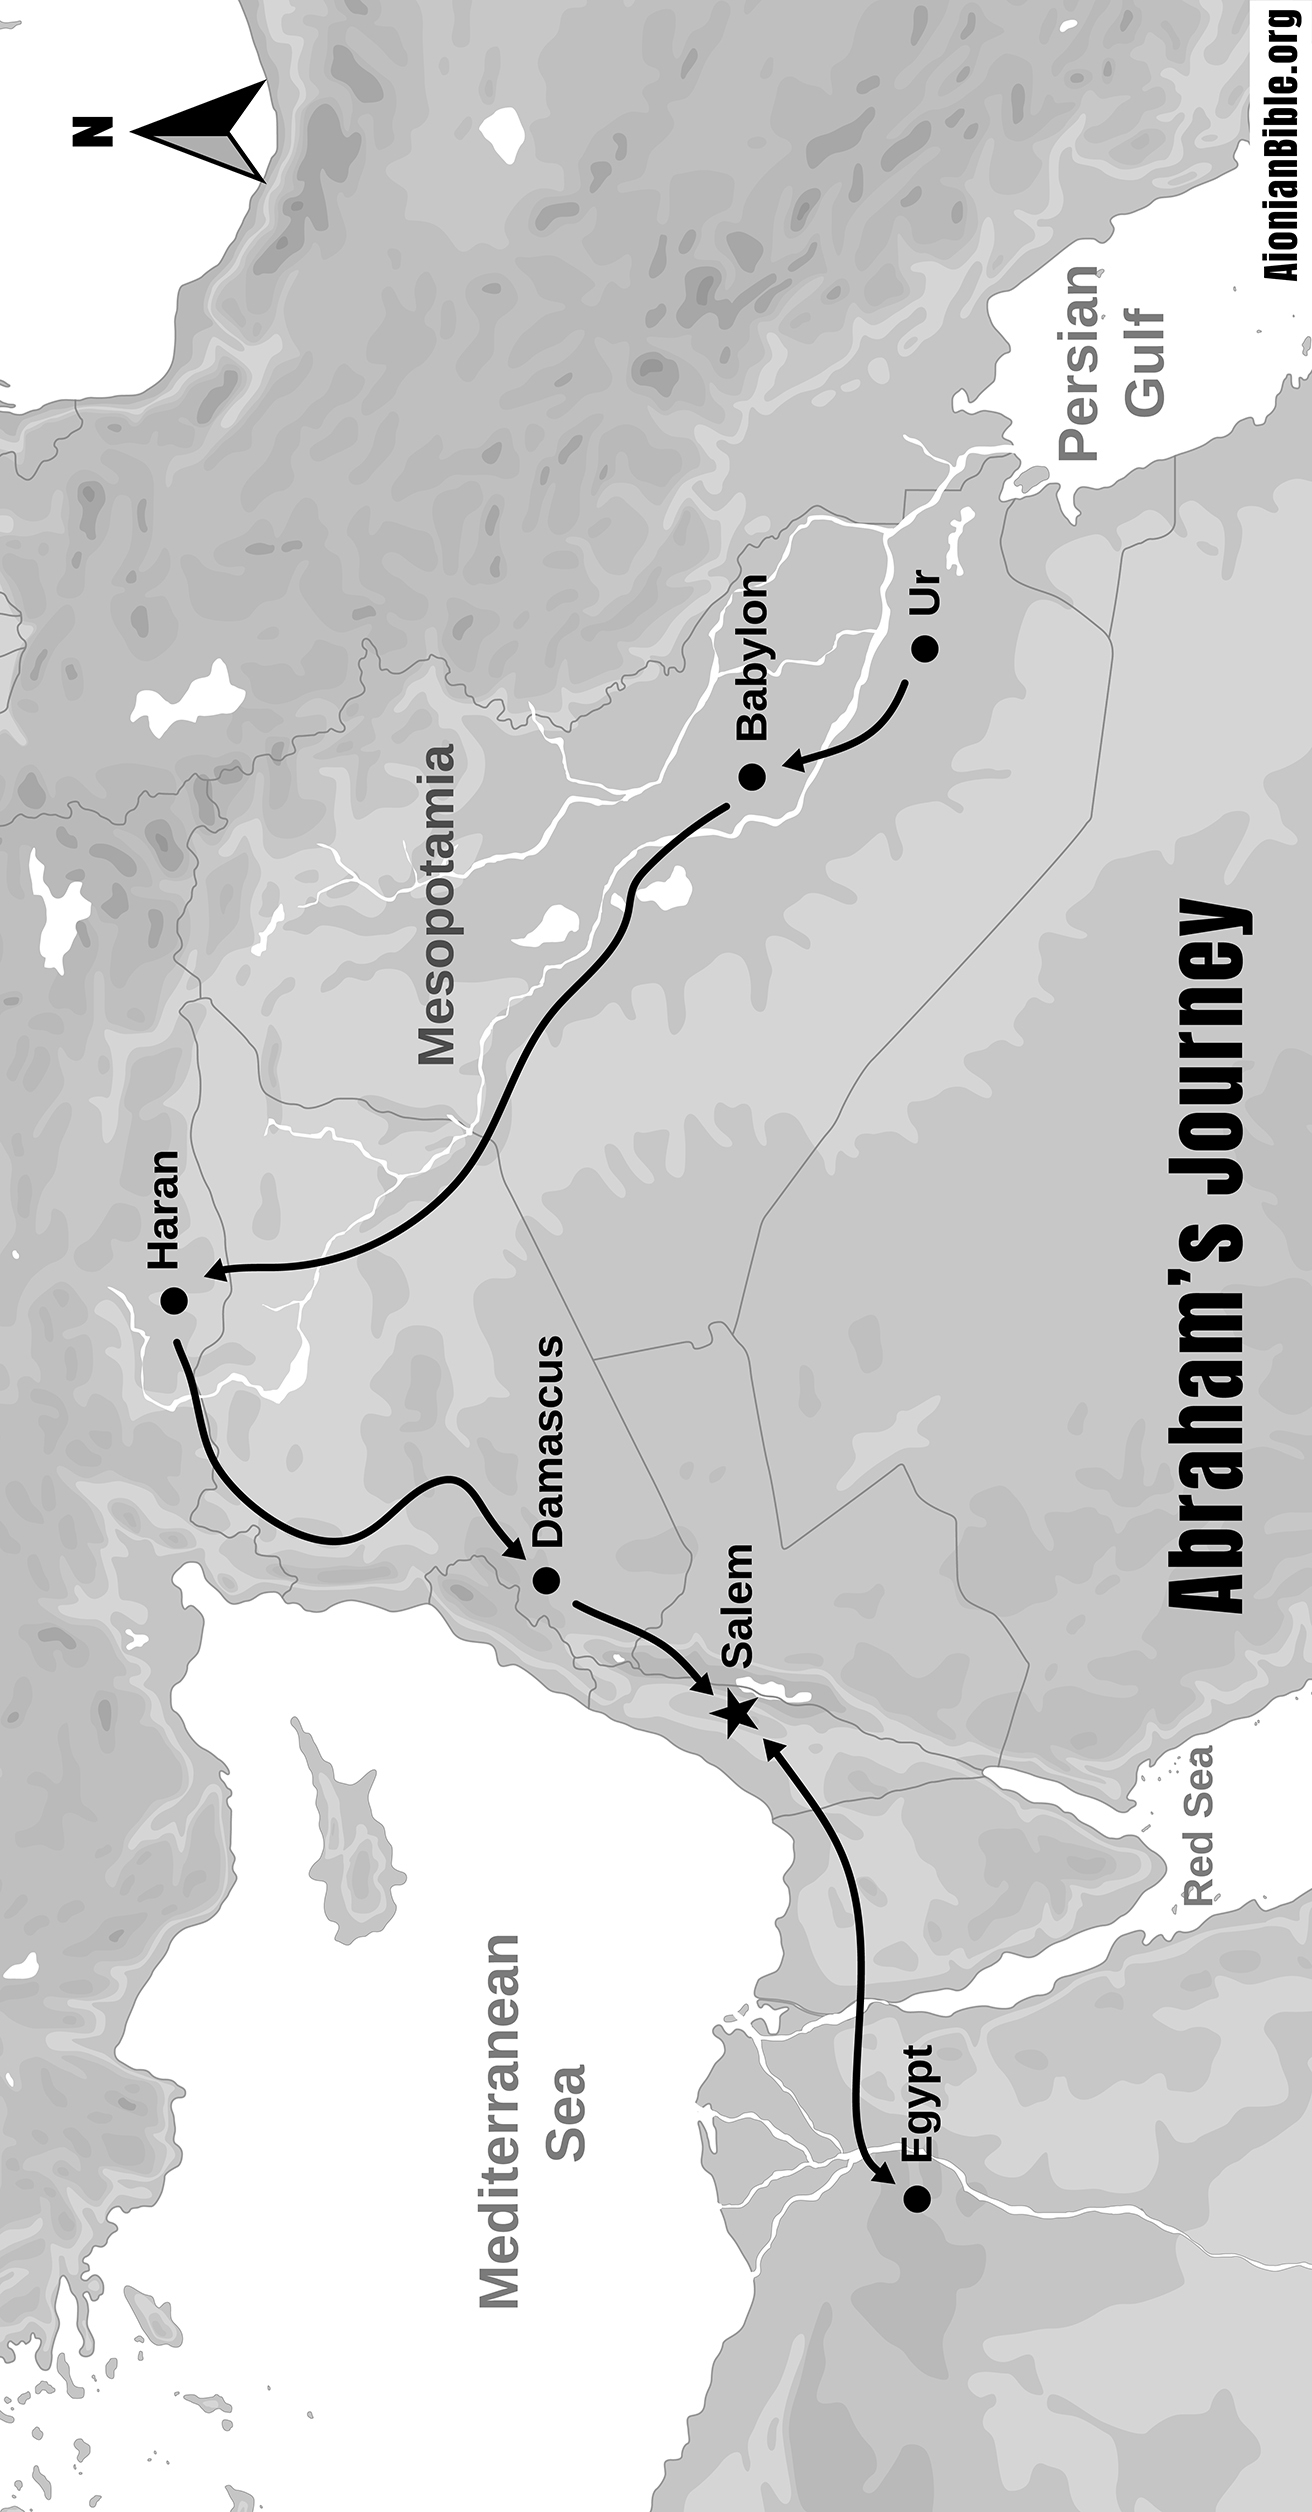 N
Haran
Mesopotamia
Damascus
Babylon
Mediterranean
Sea
Salem
Ur
Egypt
Persian
Gulf
Red Sea
Abraham's Journey
AionianBible.org